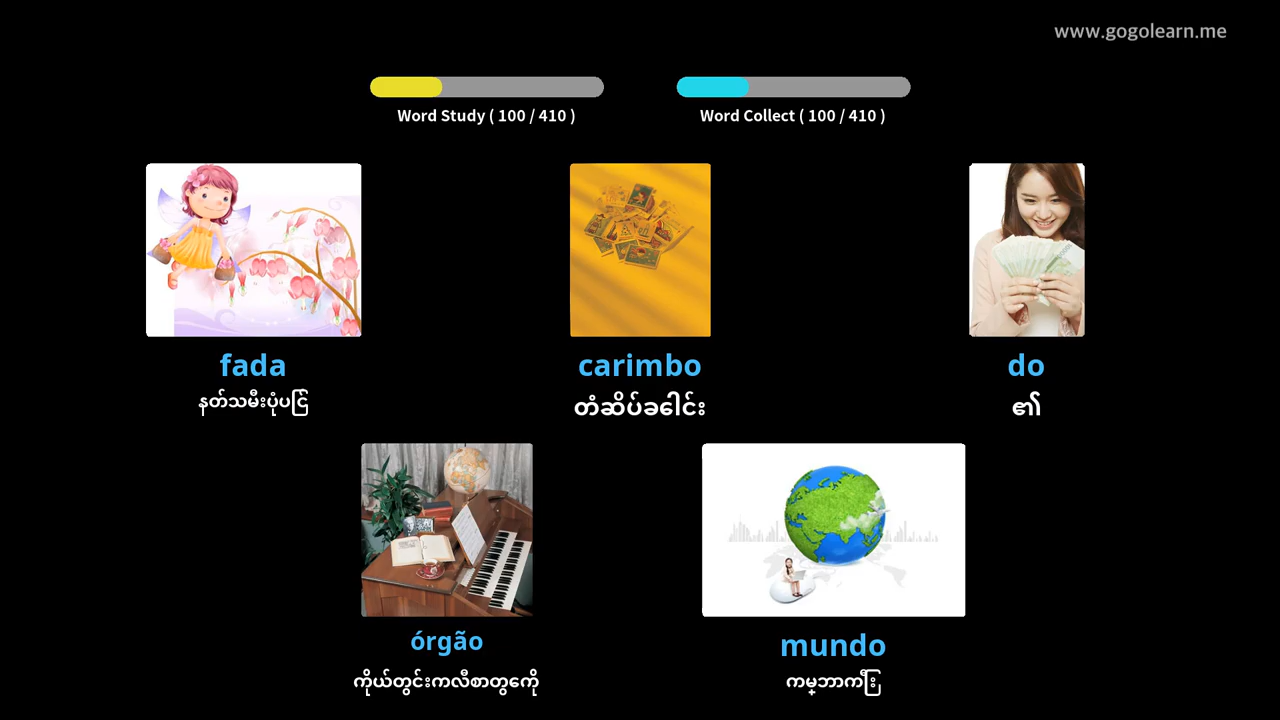 www.gogolearn.me
Word Study ( 100 / 410 )
Word Collect ( 100 / 410 )
fada
နတ်သမီးပုံပြင်
carimbo
တံဆိပ်ခေါင်း
do
၏
órgão
ကိုယ်တွင်းကလီစာတွေကို
mundo
ကမ္ဘာကြီး